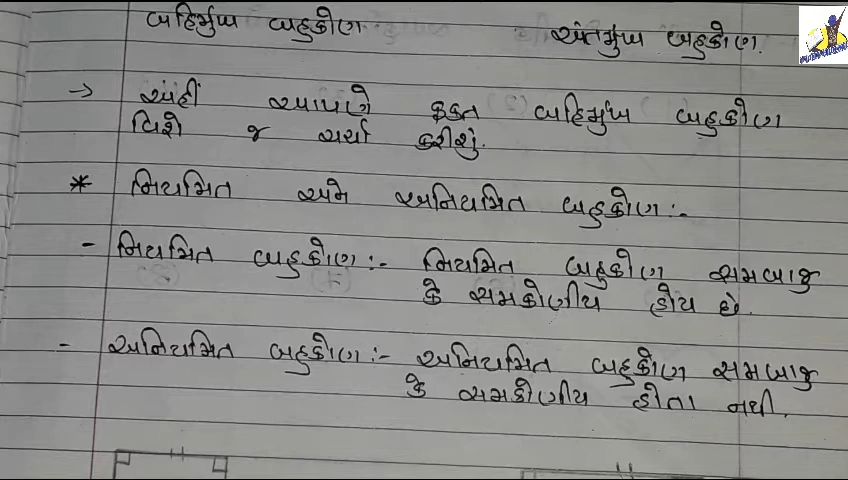 બહિર્મુખ બહુકોણ અંતર્મુખ બહુકોણ.
→ અહીં આપણે ફક્ત બહિર્મુખ બહુકોણ
વિશે જ ચર્ચા કરીશું.
* નિયમિત અને અનિયમિત બહુકોણ:-
- નિયમિત બહુકોણ:- નિયમિત બહુકોણ સમબાજુ
કે સમકોણીય હોય છે.
- અનિયમિત બહુકોણ:- અનિયમિત બહુકોણ સમબાજુ
કે સમકોણીય હોતા નથી.